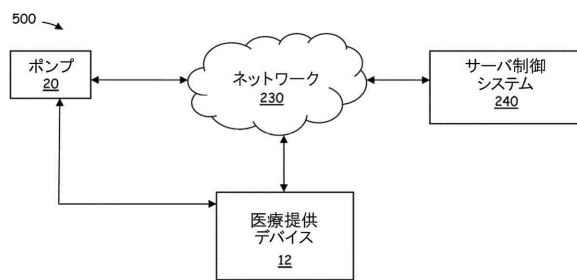 500
ポンプ
20
ネットワーク
230
サーバ制御
システム
240
医療提供
デバイス
12